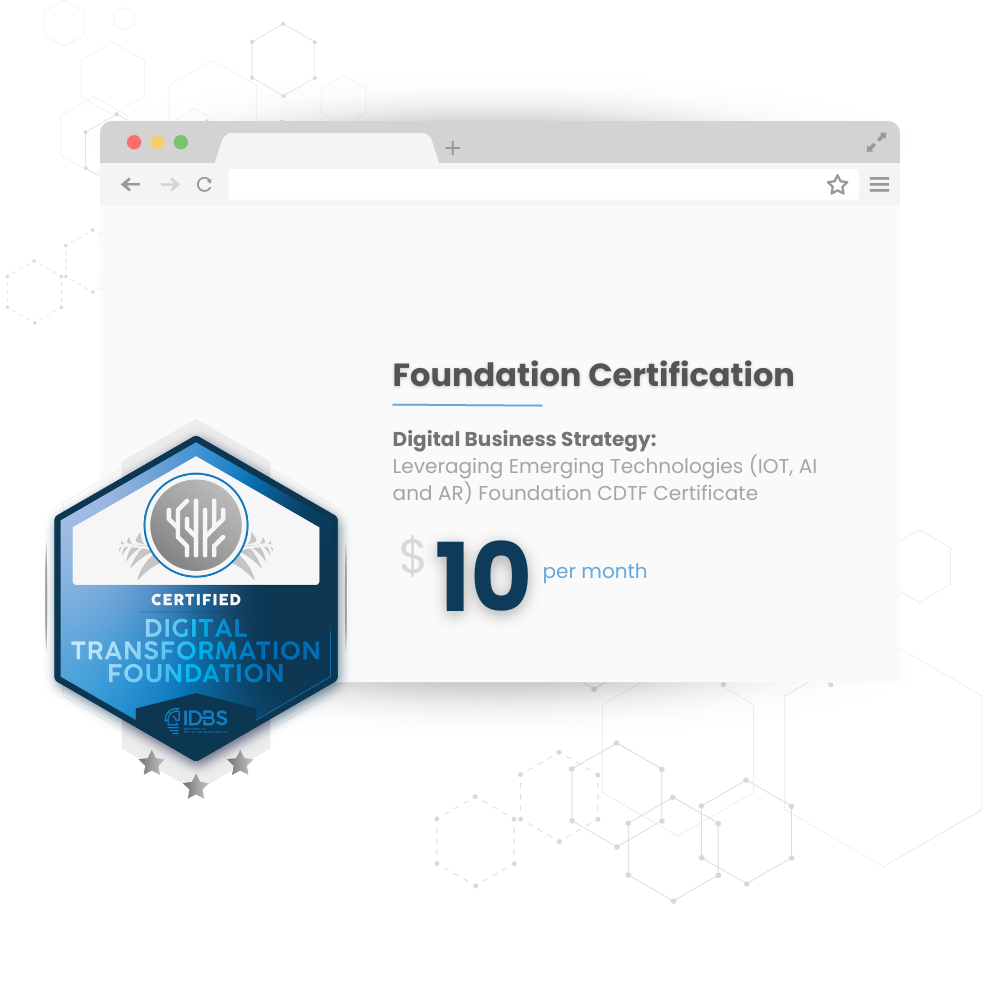 Foundation Certification
Digital Business Strategy:
Leveraging Emerging Technologies (IOT, AI
and AR) Foundation CDTF Certificate
$10 per month
CERTIFIED
DIGITAL
TRANSFORMATION
FOUNDATION
IDBS